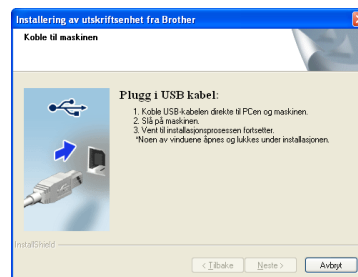 Installering av utskriftsenhet fra Brother
Koble til maskinen
Plugg i USB kabel:
1. Koble USB-kabelen direkte til PCen og maskinen.
2. Slå på maskinen.
3. Vent til installasjonsprosessen fortsetter.
*Noen av vinduene åpnes og lukkes under installasjonen.
InstallShield
< Tilbake
Neste >
Avbryt